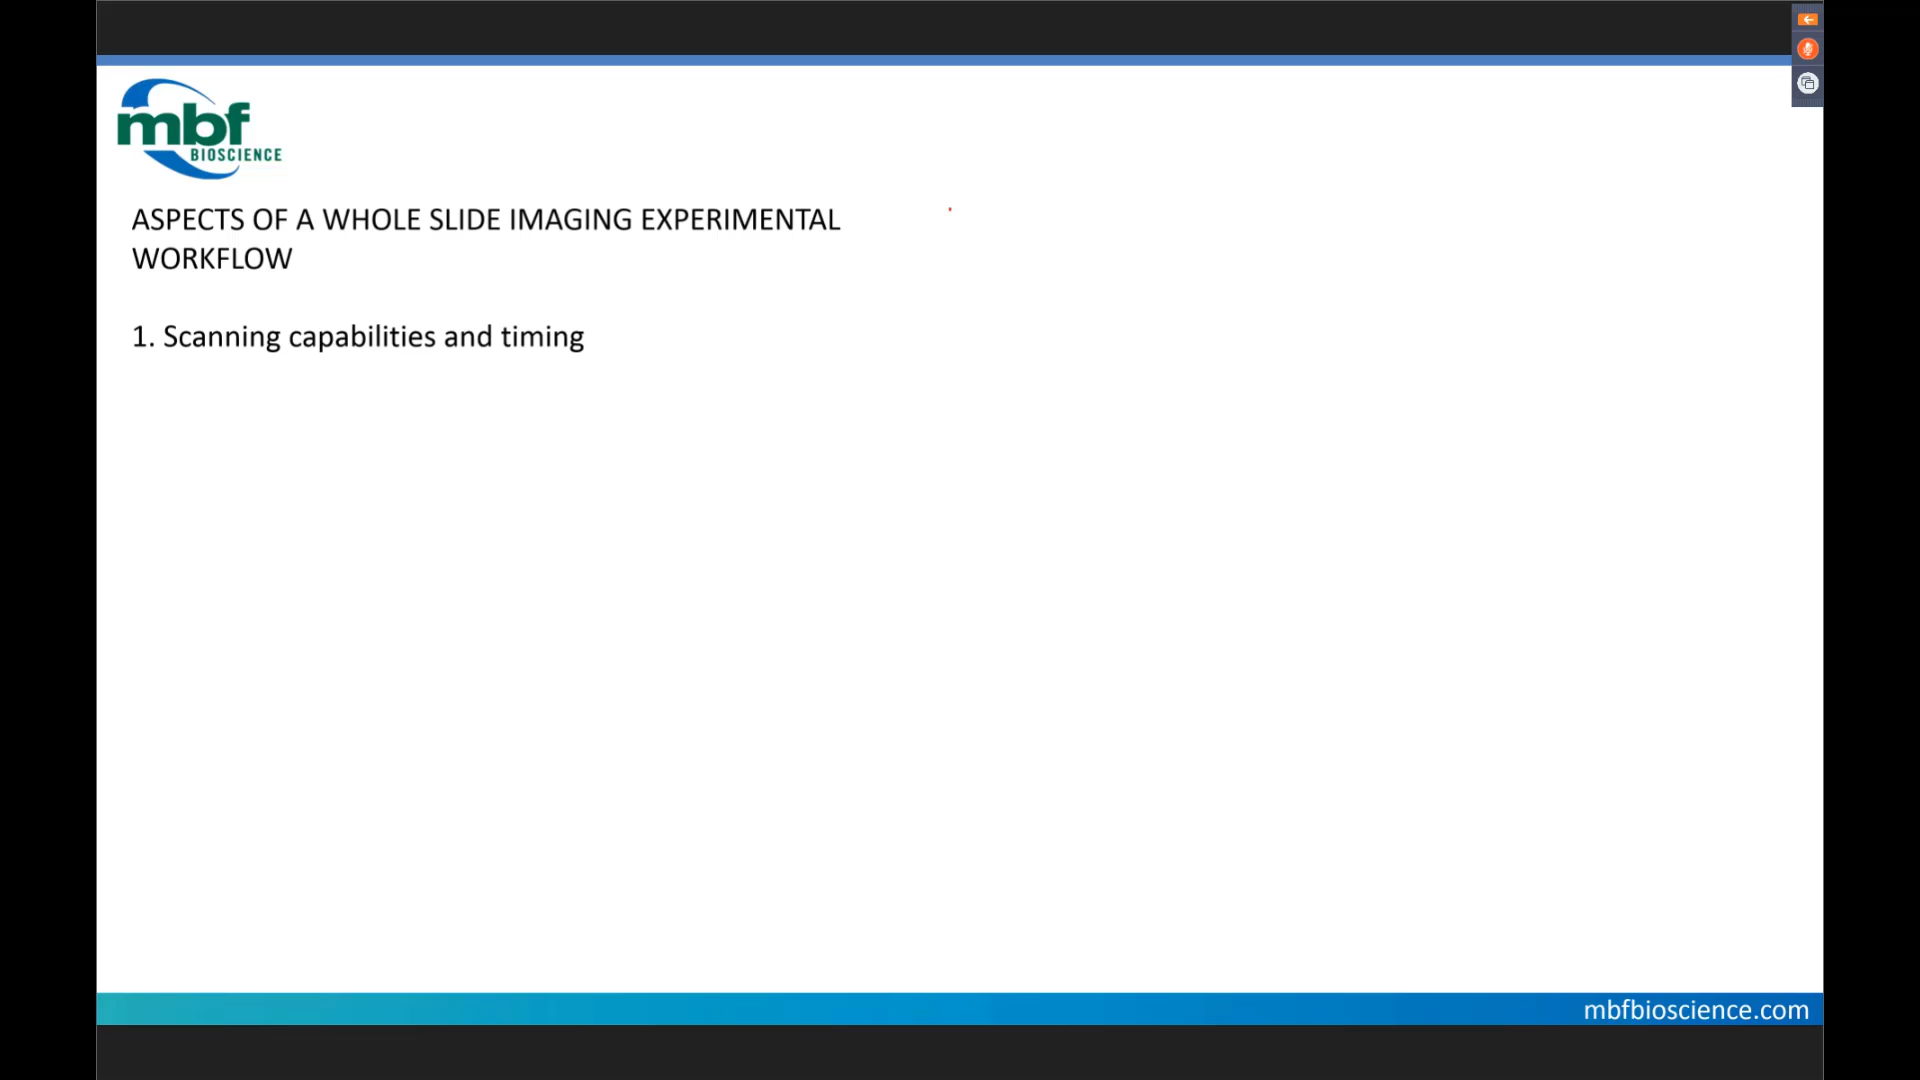 mbf
BIOSCIENCE
ASPECTS OF A WHOLE SLIDE IMAGING EXPERIMENTAL
WORKFLOW
1. Scanning capabilities and timing
mbfbioscience.com